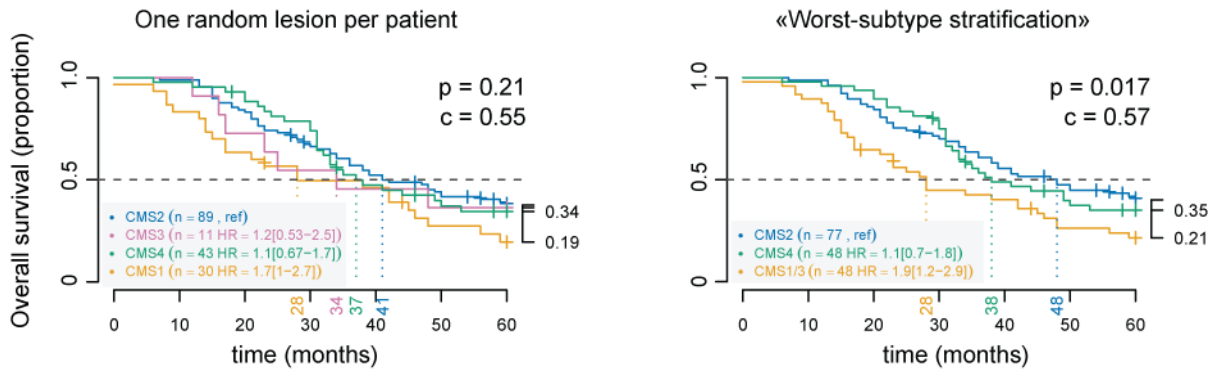 One random lesion per patient
Overall survival (proportion)
1.0
0.5
0
p = 0.21
c = 0.55
CMS2 (n = 89 , ref)
CMS3 (n = 11 HR = 1.2[0.53−2.5])
CMS4 (n = 43 HR = 1.1[0.67−1.7])
CMS1 (n = 30 HR = 1.7[1−2.7])
0.34
0.19
28
34
37
41
0 10 20 30 40 50 60
time (months)
«Worst-subtype stratification»
1.0
0.5
0
p = 0.017
c = 0.57
CMS2 (n = 77 , ref)
CMS4 (n = 48 HR = 1.1[0.7−1.8])
CMS1/3 (n = 48 HR = 1.9[1.2−2.9])
0.35
0.21
28
38
48
0 10 20 30 40 50 60
time (months)